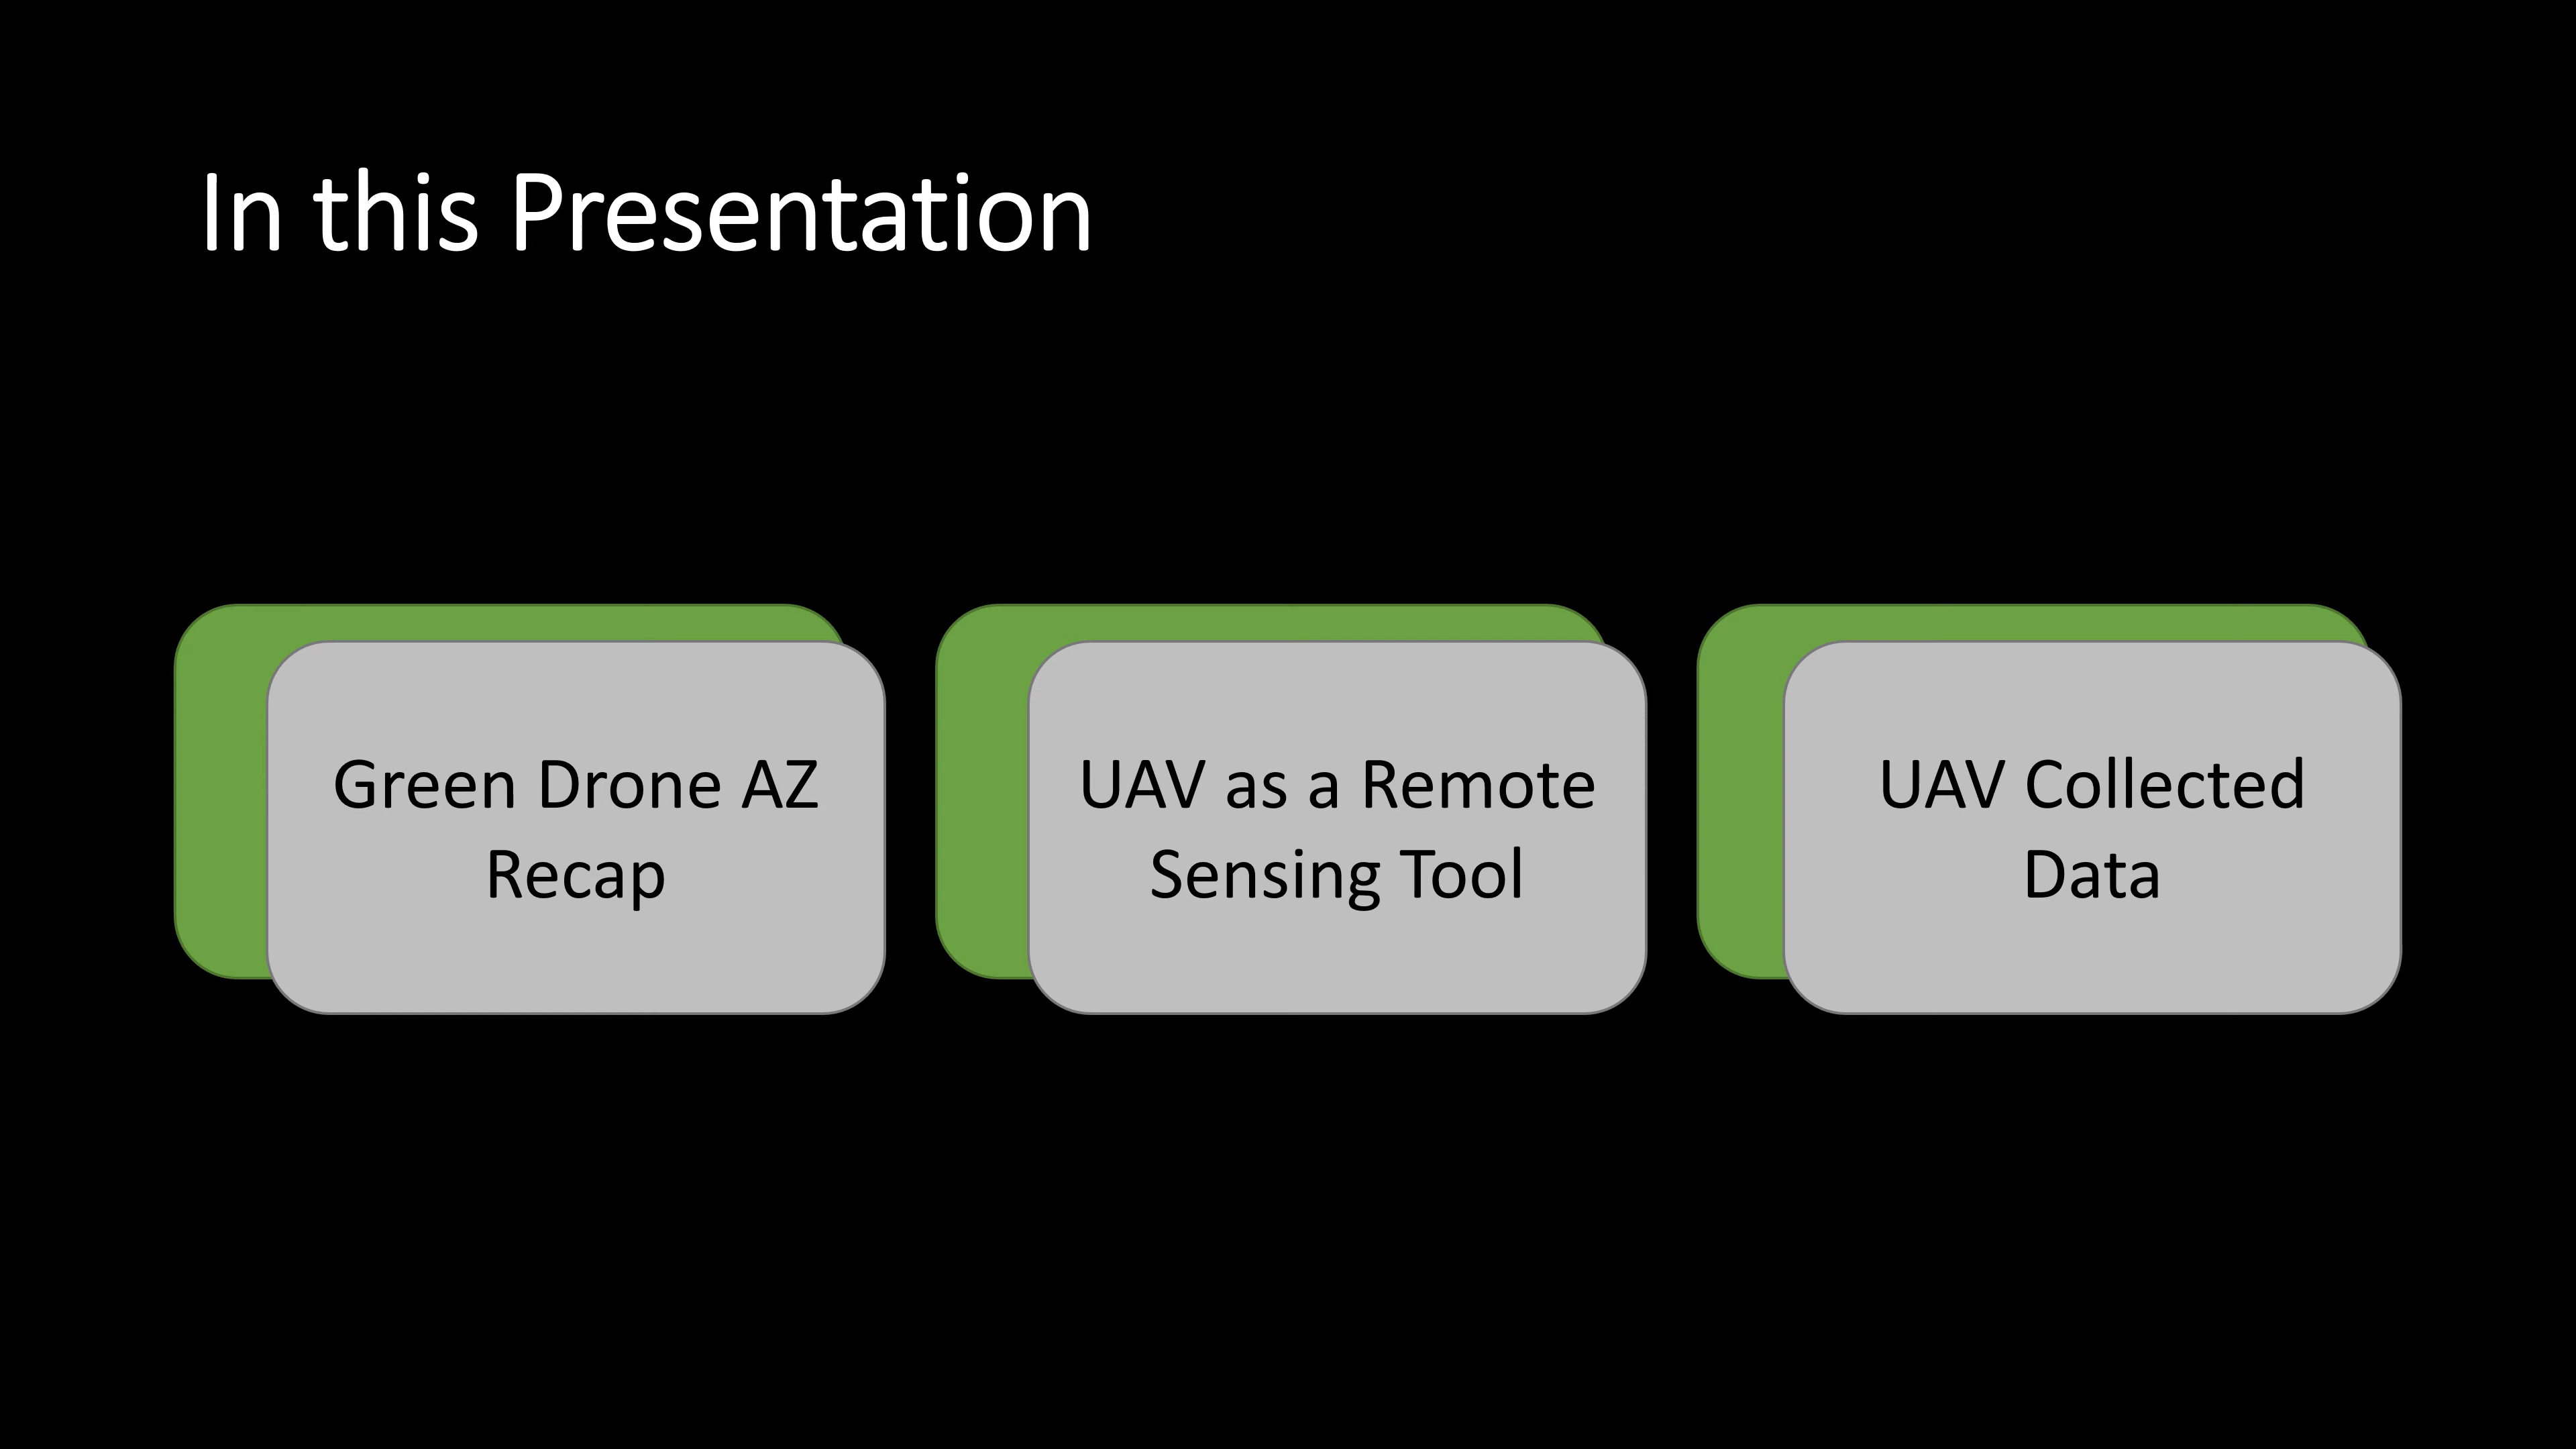 In this Presentation
Green Drone AZ
Recap
UAV as a Remote
Sensing Tool
UAV Collected
Data